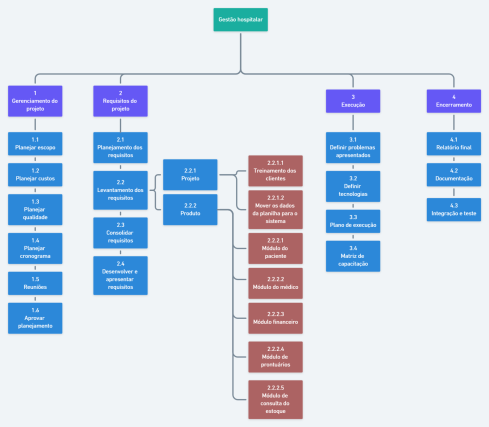 Gestão hospitalar
1
Gerenciamento do
projeto
1.1
Planejar escopo
1.2
Planejar custos
1.3
Planejar
qualidade
1.4
Planejar
cronograma
1.5
Reuniões
1.6
Aprovar
planejamento
2
Requisitos do
projeto
2.1
Planejamento dos
requisitos
2.2
Levantamento dos
requisitos
2.3
Consolidar
requisitos
2.4
Desenvolver e
apresentar
requisitos
2.2.1
Projeto
2.2.2
Produto
2.2.1.1
Treinamento dos
clientes
2.2.1.2
Mover os dados
da planilha para o
sistema
2.2.2.1
Módulo do
paciente
2.2.2.2
Módulo do médico
2.2.2.3
Módulo financeiro
2.2.2.4
Módulo de
prontuários
2.2.2.5
Módulo de
consulta do
estoque
3
Execução
3.1
Definir problemas
apresentados
3.2
Definir
tecnologias
3.3
Plano de execução
3.4
Matriz de
capacitação
4
Encerramento
4.1
Relatório final
4.2
Documentação
4.3
Integração e teste